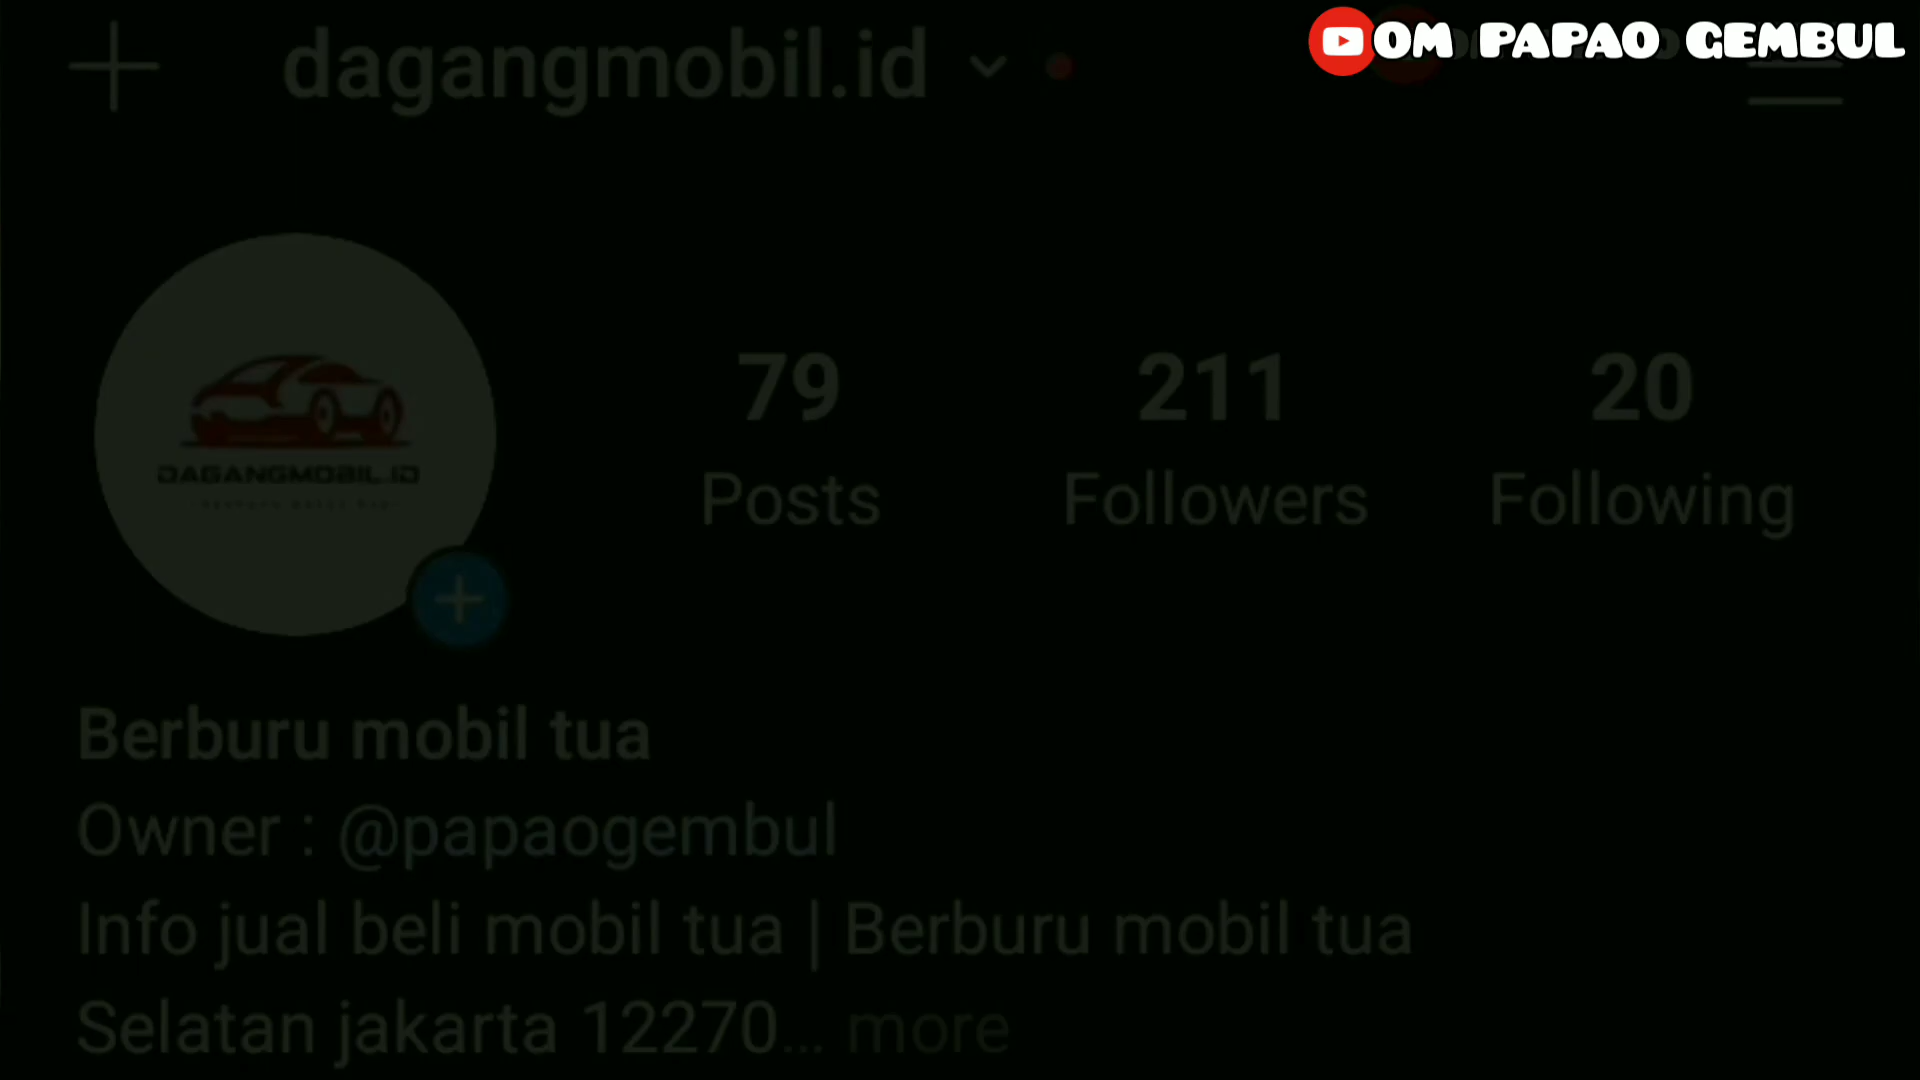 OM PAPAO GEMBUL
dagangmobil.id
DAGANGMOBIL.ID
79
Posts
211
Followers
20
Following
Berburu mobil tua
Owner : @papaogembul
Info jual beli mobil tua | Berburu mobil tua
Selatan jakarta 12270... more